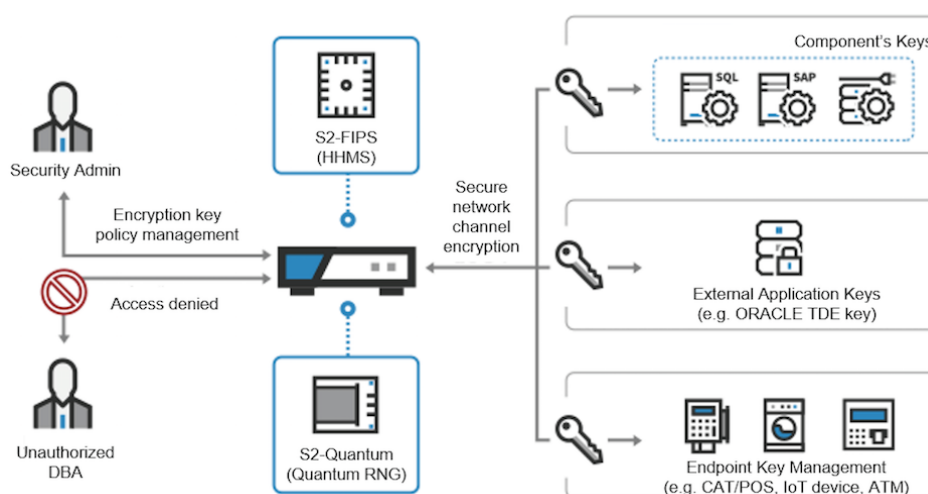 Component's Keys
SQL
SAP
S2-FIPS
(HHMS)
Security Admin
Encryption key
policy management
Secure
network
channel
encryption
Access denied
External Application Keys
(e.g. ORACLE TDE key)
Unauthorized
DBA
S2-Quantum
(Quantum RNG)
Endpoint Key Management
(e.g. CAT/POS, IoT device, ATM)